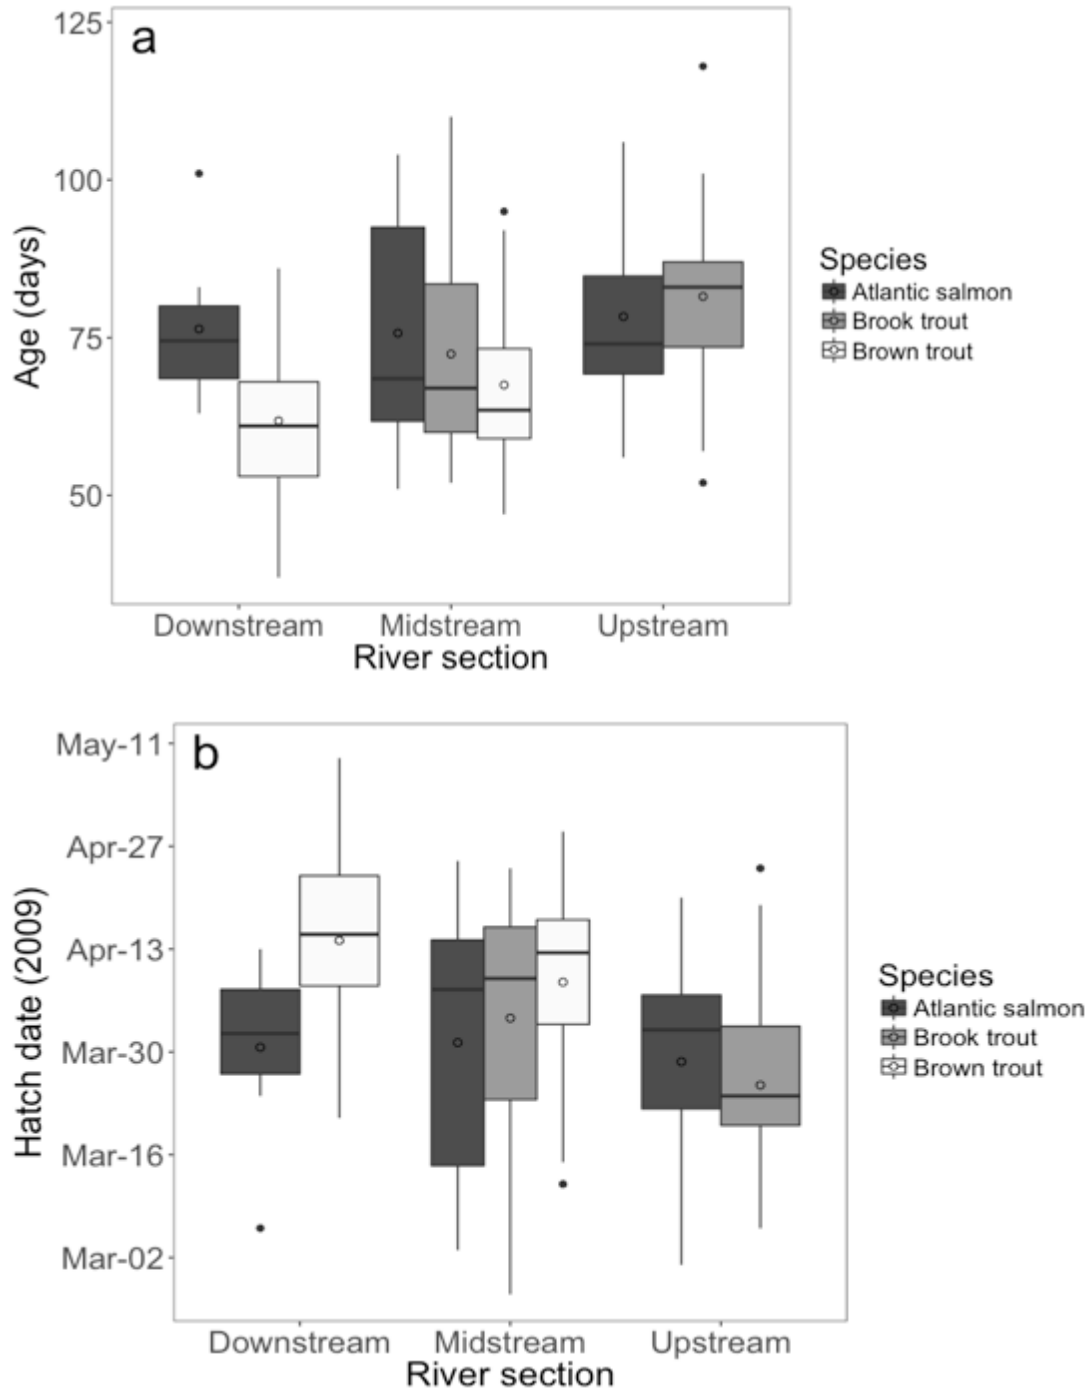 a
125
100
75
50
Age (days)
Downstream Midstream Upstream
River section
Species
Atlantic salmon
Brook trout
Brown trout
b
May-11
Apr-27
Apr-13
Mar-30
Mar-16
Mar-02
Hatch date (2009)
Downstream Midstream Upstream
River section
Species
Atlantic salmon
Brook trout
Brown trout